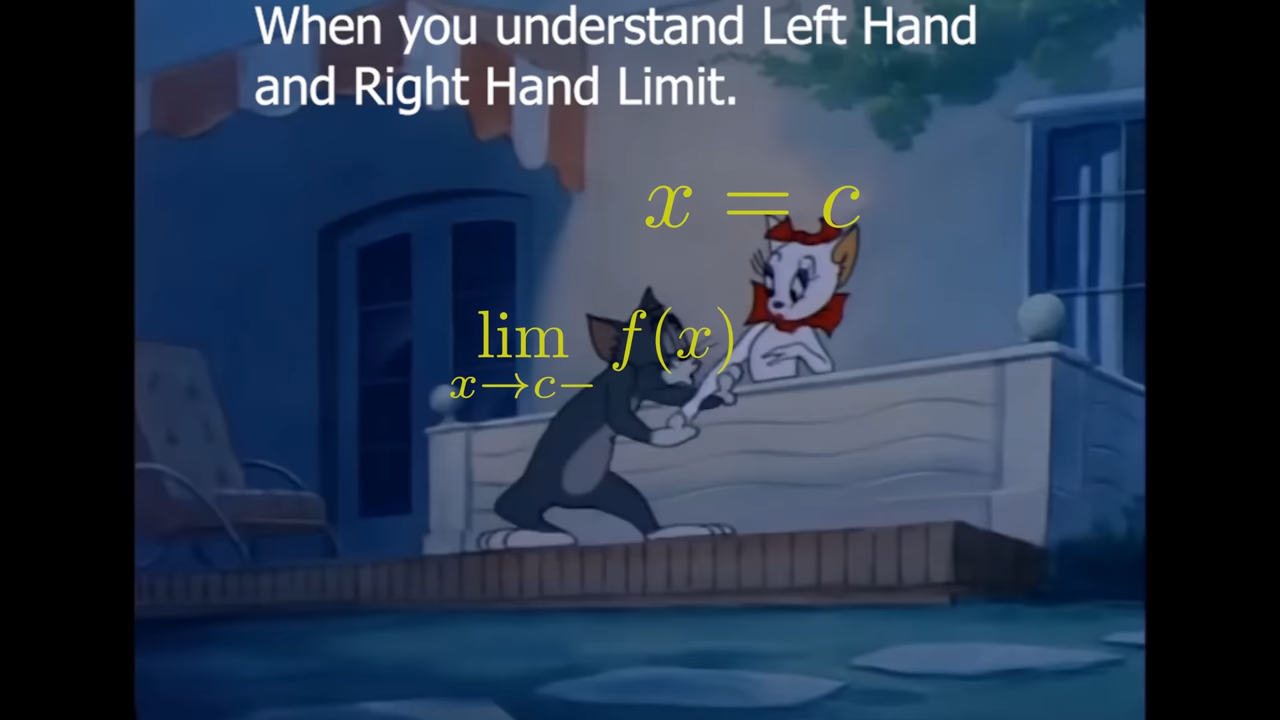 When you understand Left Hand
and Right Hand Limit.
x = c
lim f(x)
x→c−